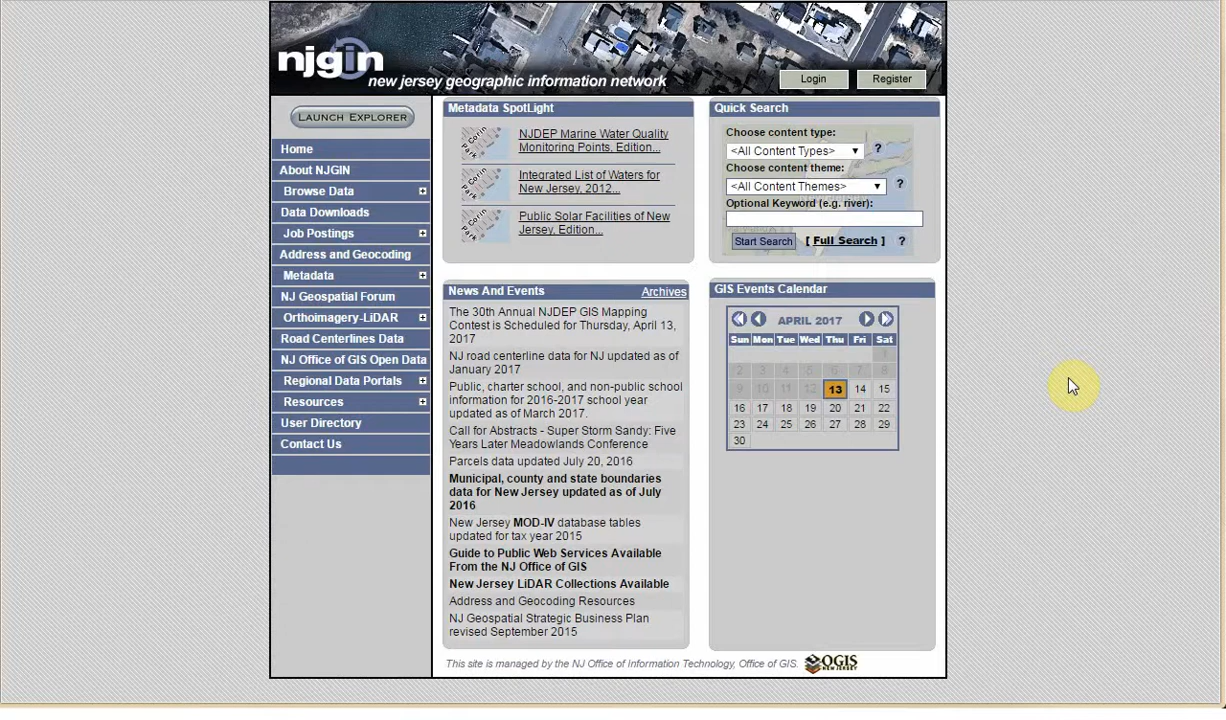 njgin
new jersey geographic information network
Login
Register
LAUNCH EXPLORER
Home
About NJGIN
Browse Data
Data Downloads
Job Postings
Address and Geocoding
Metadata
NJ Geospatial Forum
Orthoimagery-LiDAR
Road Centerlines Data
NJ Office of GIS Open Data
Regional Data Portals
Resources
User Directory
Contact Us
Metadata SpotLight
Corin Park
NJDEP Marine Water Quality
Monitoring Points, Edition...
Corin Park
Integrated List of Waters for
New Jersey, 2012...
Corin Park
Public Solar Facilities of New
Jersey, Edition...
Quick Search
Choose content type:
<All Content Types> ?
Choose content theme:
<All Content Themes> ?
Optional Keyword (e.g. river):
Start Search [ Full Search ] ?
News And Events Archives
The 30th Annual NJDEP GIS Mapping
Contest is Scheduled for Thursday, April 13,
2017
NJ road centerline data for NJ updated as of
January 2017
Public, charter school, and non-public school
information for 2016-2017 school year
updated as of March 2017.
Call for Abstracts - Super Storm Sandy: Five
Years Later Meadowlands Conference
Parcels data updated July 20, 2016
Municipal, county and state boundaries
data for New Jersey updated as of July
2016
New Jersey MOD-IV database tables
updated for tax year 2015
Guide to Public Web Services Available
From the NJ Office of GIS
New Jersey LiDAR Collections Available
Address and Geocoding Resources
NJ Geospatial Strategic Business Plan
revised September 2015
GIS Events Calendar
APRIL 2017
Sun Mon Tue Wed Thu Fri Sat
1
2 3 4 5 6 7 8
9 10 11 12 13 14 15
16 17 18 19 20 21 22
23 24 25 26 27 28 29
30
This site is managed by the NJ Office of Information Technology, Office of GIS.
OGIS
NEW JERSEY